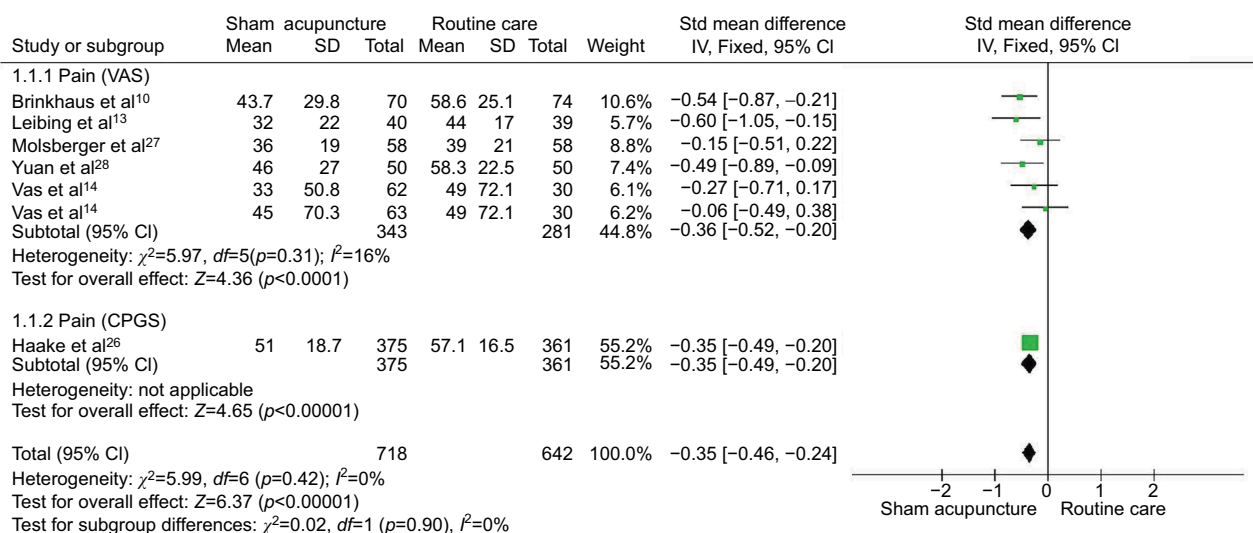 Sham acupuncture Routine care Std mean difference Std mean difference
Study or subgroup Mean SD Total Mean SD Total Weight IV, Fixed, 95% CI IV, Fixed, 95% CI
1.1.1 Pain (VAS)
Brinkhaus et al¹⁰ 43.7 29.8 70 58.6 25.1 74 10.6% −0.54 [−0.87, −0.21]
Leibing et al¹³ 32 22 40 44 17 39 5.7% −0.60 [−1.05, −0.15]
Molsberger et al²⁷ 36 19 58 39 21 58 8.8% −0.15 [−0.51, 0.22]
Yuan et al²⁸ 46 27 50 58.3 22.5 50 7.4% −0.49 [−0.89, −0.09]
Vas et al¹⁴ 33 50.8 62 49 72.1 30 6.1% −0.27 [−0.71, 0.17]
Vas et al¹⁴ 45 70.3 63 49 72.1 30 6.2% −0.06 [−0.49, 0.38]
Subtotal (95% CI) 343 281 44.8% −0.36 [−0.52, −0.20]
Heterogeneity: χ²=5.97, df=5(p=0.31); I²=16%
Test for overall effect: Z=4.36 (p<0.0001)
1.1.2 Pain (CPGS)
Haake et al²⁶ 51 18.7 375 57.1 16.5 361 55.2% −0.35 [−0.49, −0.20]
Subtotal (95% CI) 375 361 55.2% −0.35 [−0.49, −0.20]
Heterogeneity: not applicable
Test for overall effect: Z=4.65 (p<0.00001)
Total (95% CI) 718 642 100.0% −0.35 [−0.46, −0.24]
Heterogeneity: χ²=5.99, df=6 (p=0.42); I²=0%
Test for overall effect: Z=6.37 (p<0.00001)
Test for subgroup differences: χ²=0.02, df=1 (p=0.90), I²=0%
−2 −1 0 1 2
Sham acupuncture Routine care